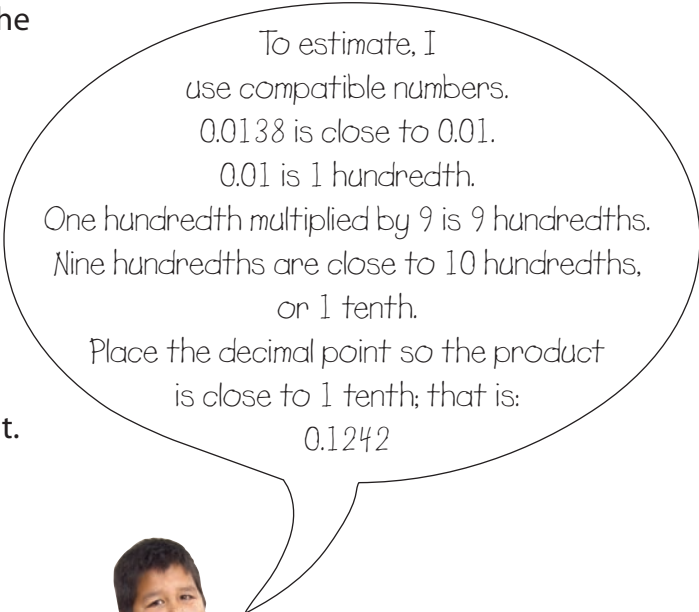 he
To estimate, I
use compatible numbers.
0.0138 is close to 0.01.
0.01 is 1 hundredth.
One hundredth multiplied by 9 is 9 hundredths.
Nine hundredths are close to 10 hundredths,
or 1 tenth.
Place the decimal point so the product
is close to 1 tenth; that is:
t.
0.1242